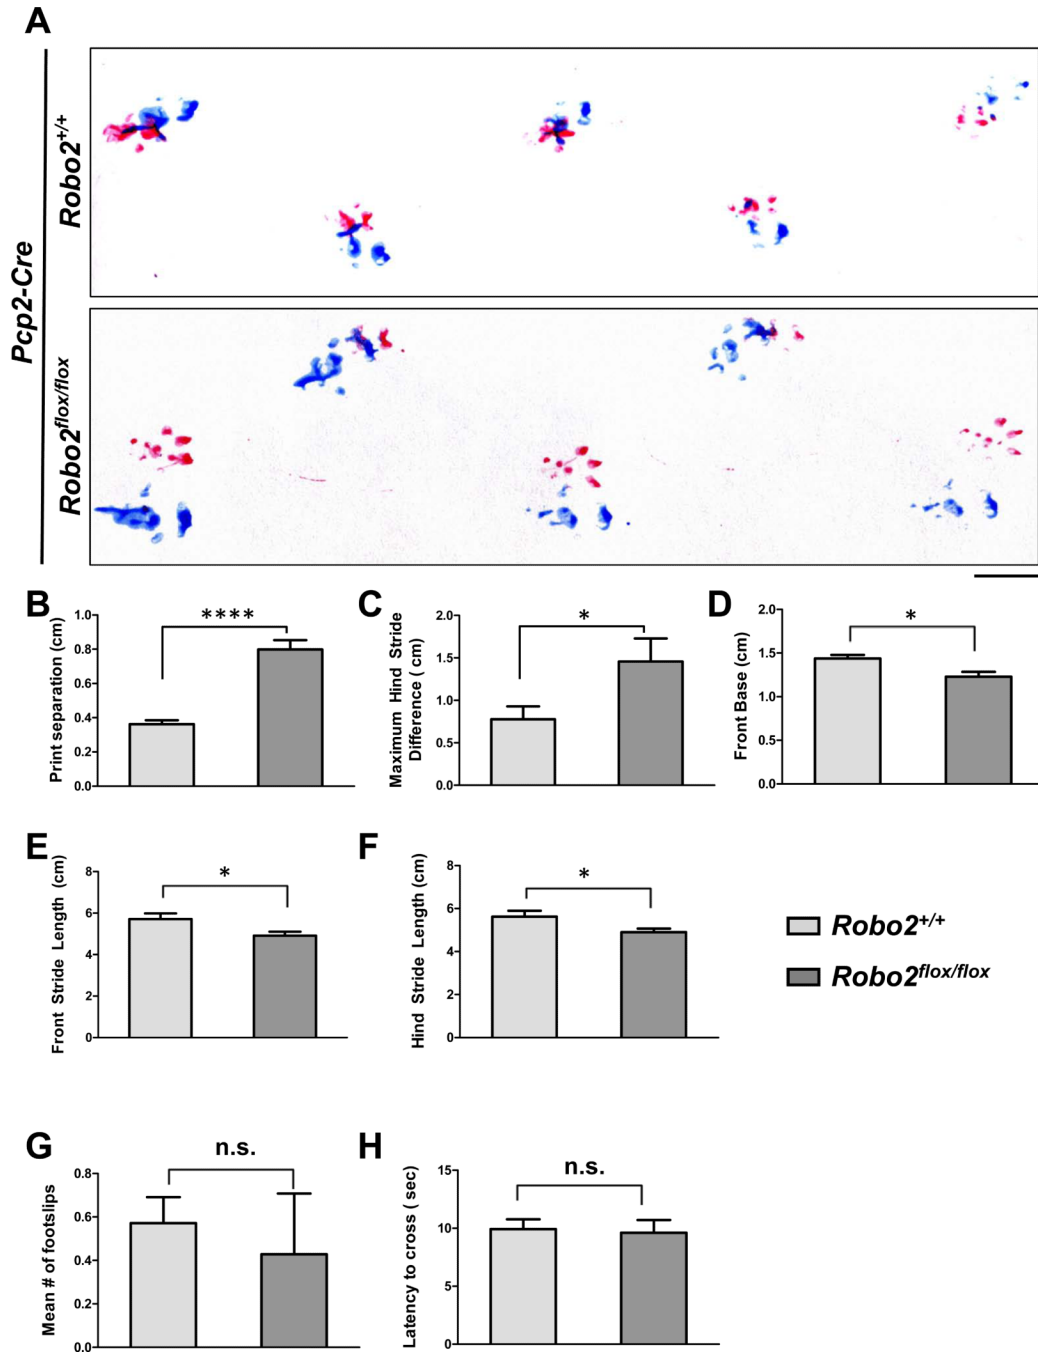 A
Pcp2-Cre
Robo2+/+
Robo2flox/flox
B
Print separation (cm)
1.0
0.8
0.6
0.4
0.2
0.0
****
C
Maximum Hind Stride
Difference ( cm)
2.0
1.5
1.0
0.5
0.0
*
D
Front Base (cm)
2.0
1.5
1.0
0.5
0.0
*
E
Front Stride Length (cm)
8
6
4
2
0
*
F
Hind Stride Length (cm)
8
6
4
2
0
*
Robo2+/+
Robo2flox/flox
G
Mean # of footslips
0.8
0.6
0.4
0.2
0.0
n.s.
H
Latency to cross ( sec)
15
10
5
0
n.s.